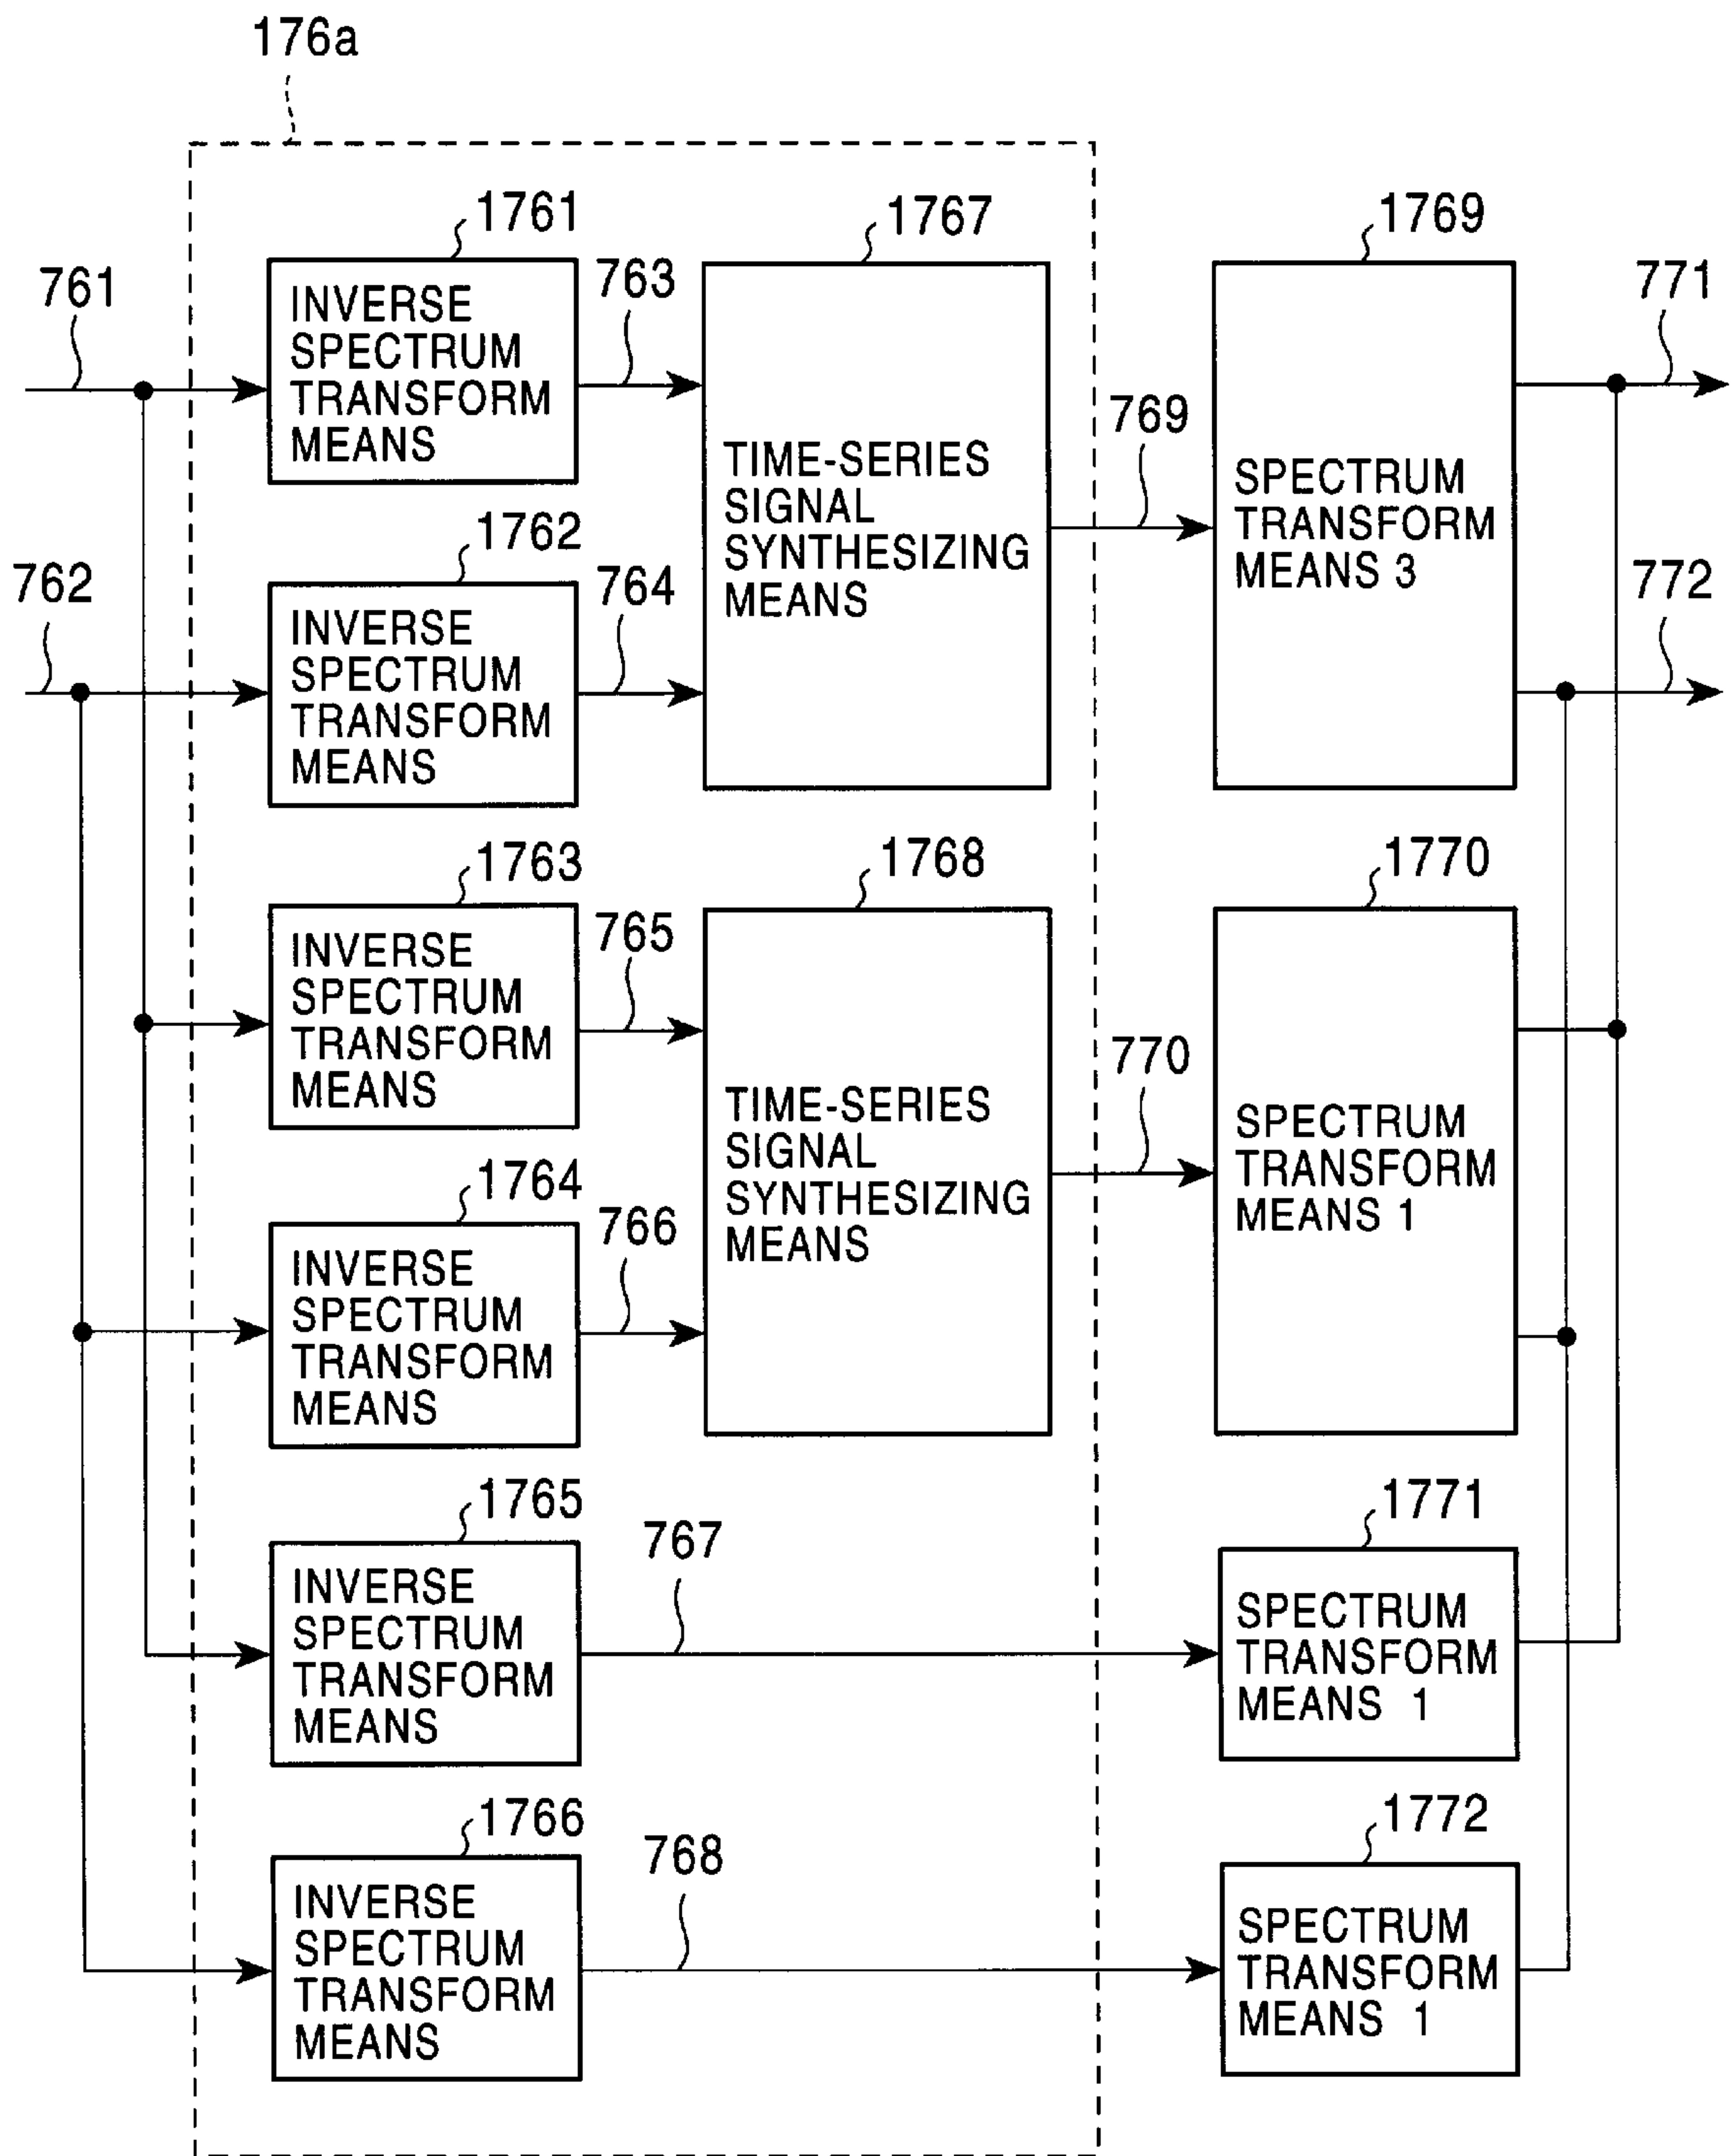 176a
1761
1767
1769
761
763
771
INVERSE
SPECTRUM
TRANSFORM
MEANS
TIME-SERIES
SIGNAL
SYNTHESIZING
MEANS
769
SPECTRUM
TRANSFORM
MEANS 3
762
1762
764
772
INVERSE
SPECTRUM
TRANSFORM
MEANS
1763
1768
1770
765
INVERSE
SPECTRUM
TRANSFORM
MEANS
TIME-SERIES
SIGNAL
SYNTHESIZING
MEANS
770
SPECTRUM
TRANSFORM
MEANS 1
1764
766
INVERSE
SPECTRUM
TRANSFORM
MEANS
1765
767
1771
INVERSE
SPECTRUM
TRANSFORM
MEANS
SPECTRUM
TRANSFORM
MEANS 1
1766
768
1772
INVERSE
SPECTRUM
TRANSFORM
MEANS
SPECTRUM
TRANSFORM
MEANS 1